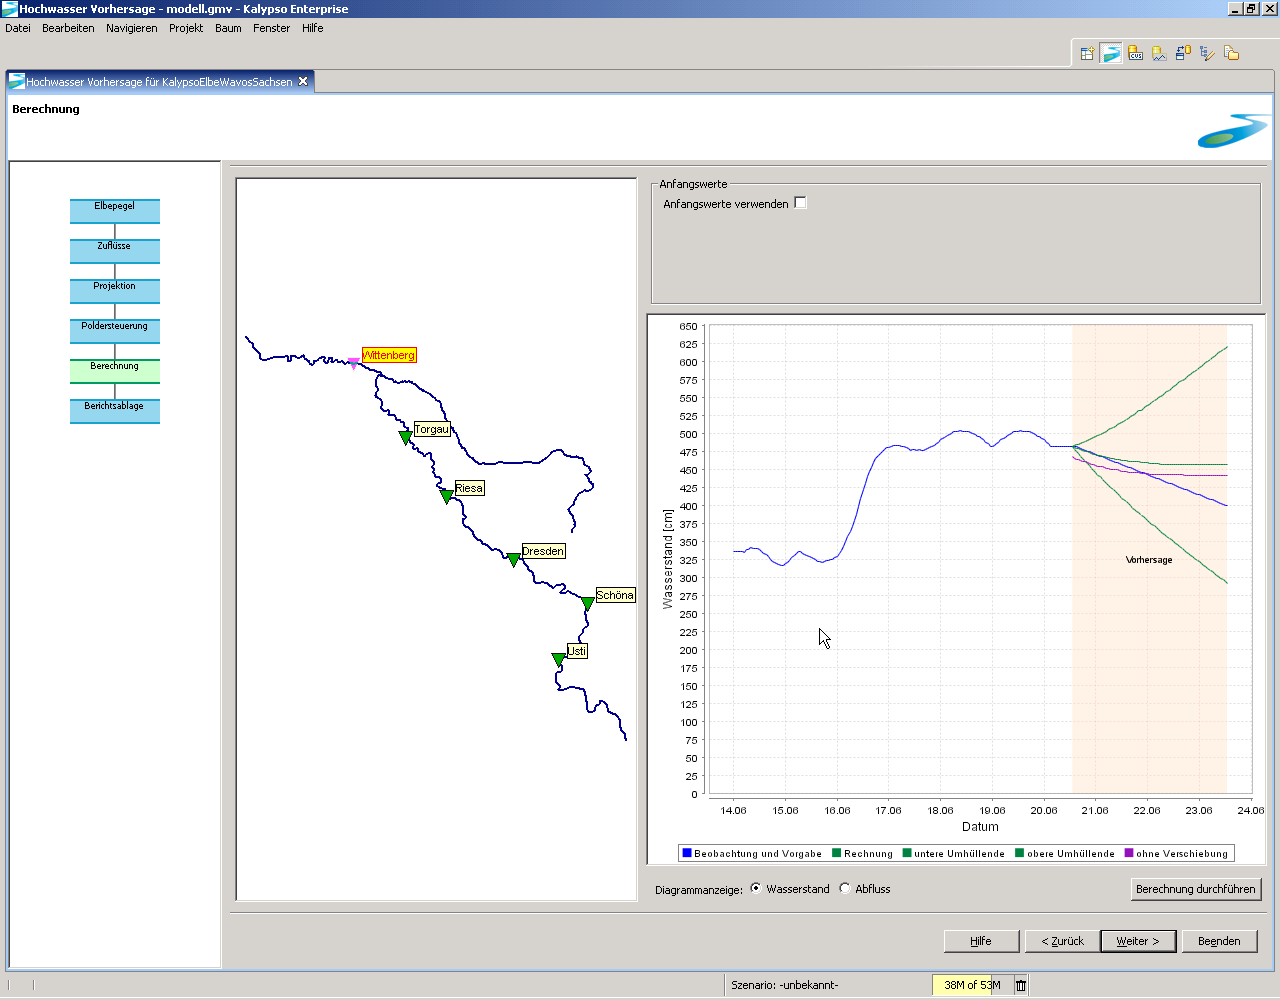 Hochwasser Vorhersage - modell.gmv - Kalypso Enterprise
Datei Bearbeiten Navigieren Projekt Baum Fenster Hilfe
Hochwasser Vorhersage für KalypsoElbeWavosSachsen
Berechnung
Elbepegel
Zuflüsse
Projektion
Poldersteuerung
Berechnung
Berichtsablage
Wittenberg
Torgau
Riesa
Dresden
Schöna
Usti
Anfangswerte
Anfangswerte verwenden
650
625
600
575
550
525
500
475
450
425
400
375
350
325
300
275
250
225
200
175
150
125
100
75
50
25
0
Wasserstand [cm]
Vorhersage
14.06 15.06 16.06 17.06 18.06 19.06 20.06 21.06 22.06 23.06 24.06
Datum
Beobachtung und Vorgabe Rechnung untere Umhüllende obere Umhüllende ohne Verschiebung
Diagrammanzeige: Wasserstand Abfluss
Berechnung durchführen
Hilfe < Zurück Weiter > Beenden
Szenario: -unbekannt- 38M of 53M